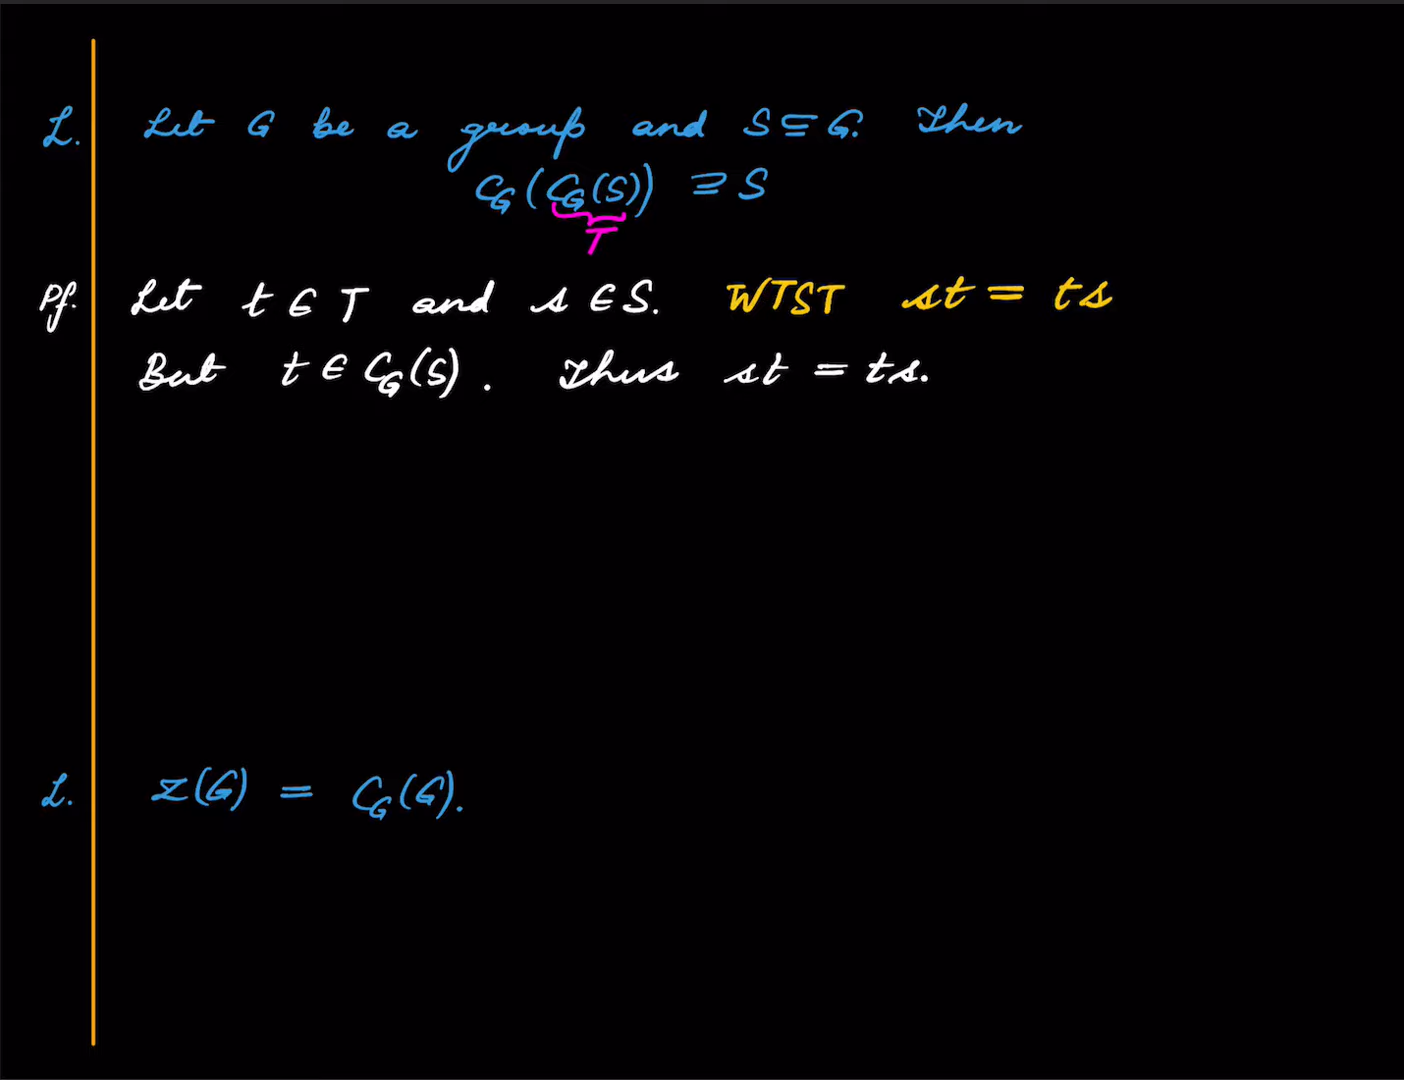 L. Let G be a group and S ⊆ G. Then
C_G(C_G(S)) ⊇ S
T
Pf. Let t ∈ T and s ∈ S. WTST st = ts
But t ∈ C_G(S). Thus st = ts.
L. Z(G) = C_G(G).